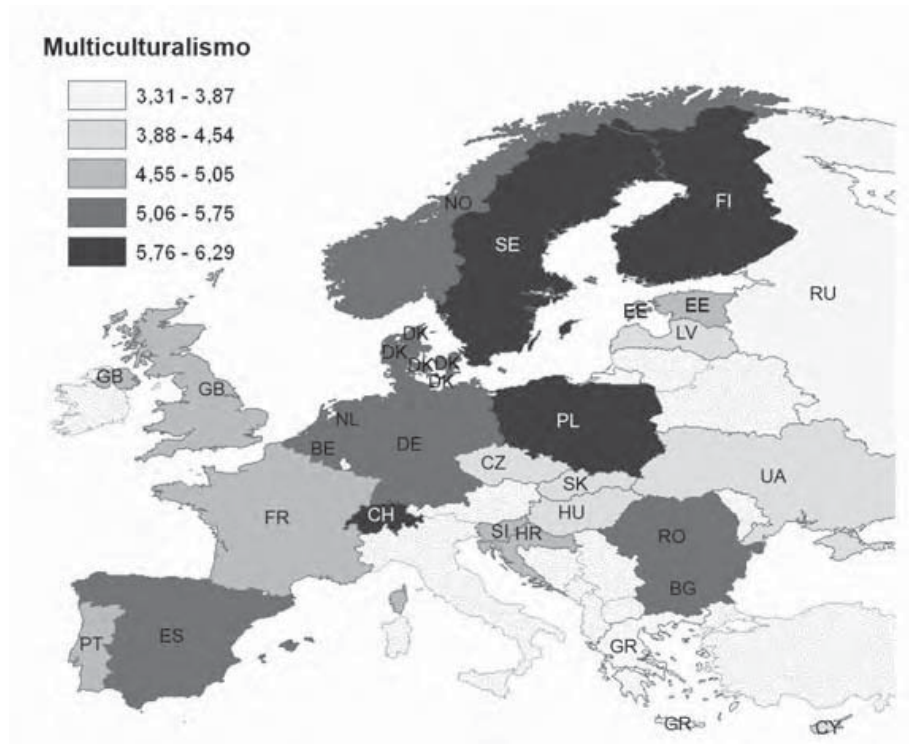 Multiculturalismo
3,31 - 3,87
3,88 - 4,54
4,55 - 5,05
5,06 - 5,75
5,76 - 6,29
NO
FI
SE
RU
EE
EE
LV
DK
DK
DK
DK
DK
GB
GB
NL
BE
DE
PL
CZ
SK
UA
FR
CH
HU
SI
HR
RO
BG
PT
ES
GR
GR
CY